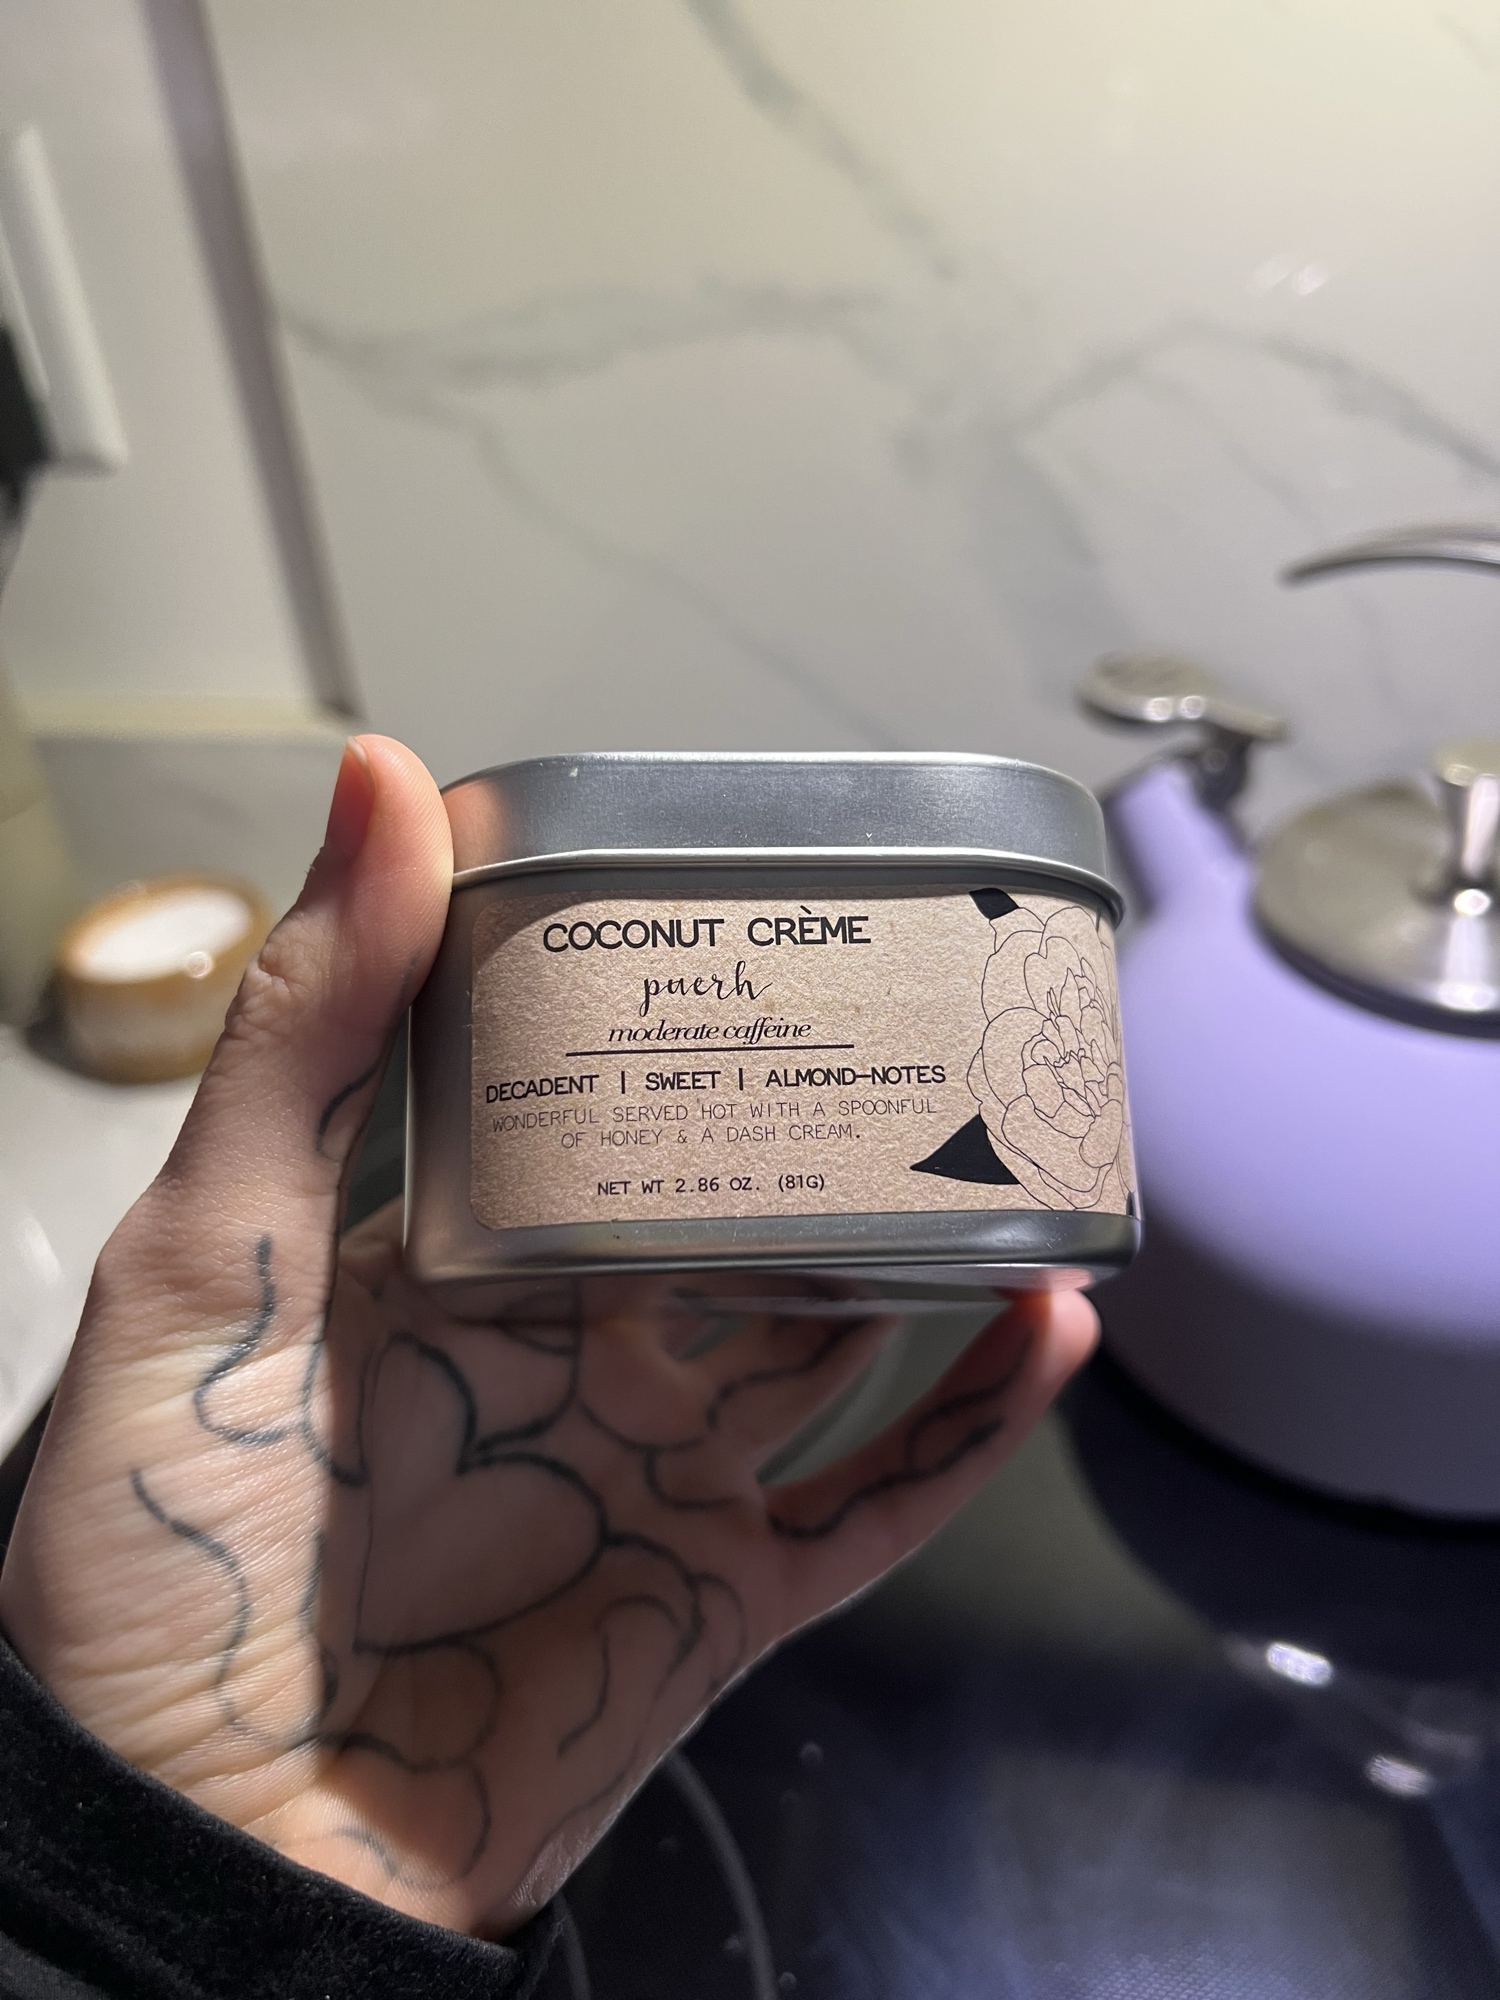 COCONUT CRÈME
puerh
moderate caffeine
DECADENT | SWEET | ALMOND-NOTES
WONDERFUL SERVED HOT WITH A SPOONFUL
OF HONEY & A DASH CREAM.
NET WT 2.86 OZ. (81G)